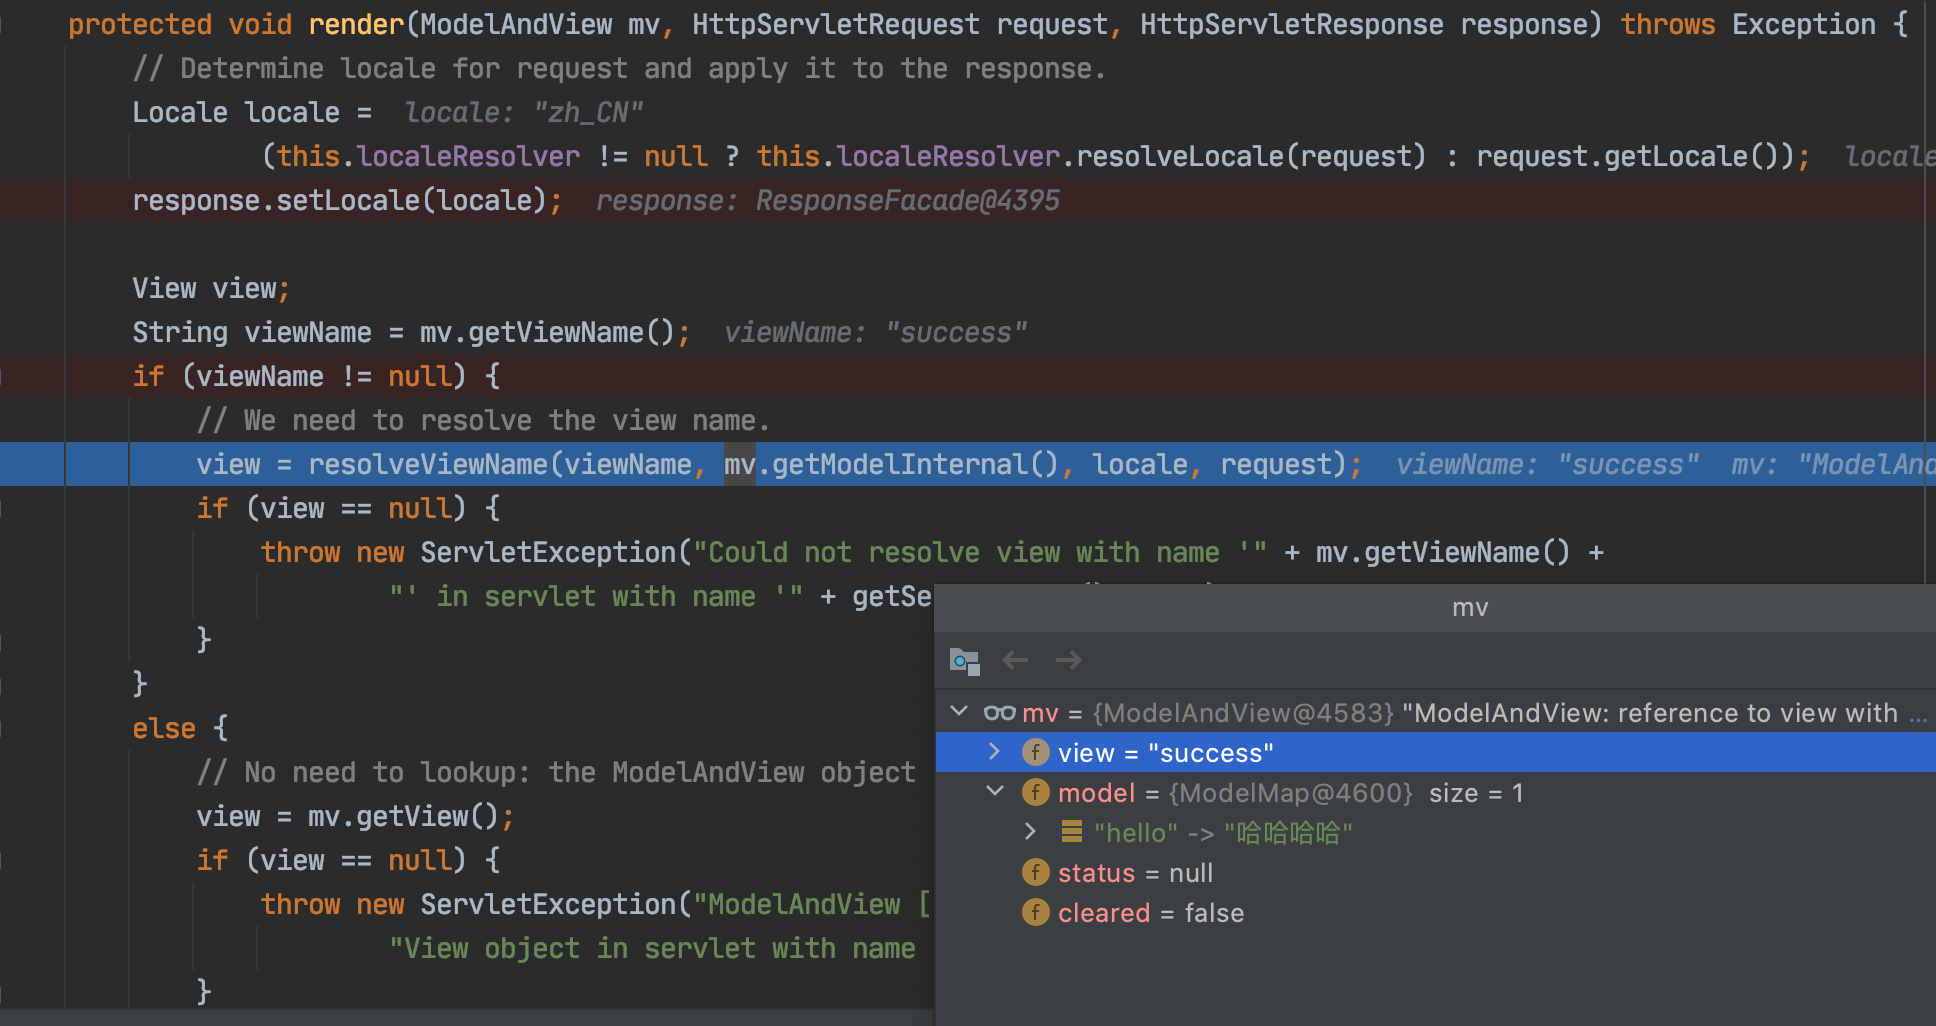 protected void render(ModelAndView mv, HttpServletRequest request, HttpServletResponse response) throws Exception {
// Determine locale for request and apply it to the response.
Locale locale =  locale: "zh_CN"
(this.localeResolver != null ? this.localeResolver.resolveLocale(request) : request.getLocale());  locale
response.setLocale(locale);  response: ResponseFacade@4395
View view;
String viewName = mv.getViewName();  viewName: "success"
if (viewName != null) {
// We need to resolve the view name.
view = resolveViewName(viewName, mv.getModelInternal(), locale, request);  viewName: "success"  mv: "ModelAnd
if (view == null) {
throw new ServletException("Could not resolve view with name '" + mv.getViewName() +
"' in servlet with name '" + getSe
}
}
else {
// No need to lookup: the ModelAndView object
view = mv.getView();
if (view == null) {
throw new ServletException("ModelAndView [
"View object in servlet with name
}
mv
mv = {ModelAndView@4583} "ModelAndView: reference to view with ...
f view = "success"
f model = {ModelMap@4600}  size = 1
"hello" -> "哈哈哈哈"
f status = null
f cleared = false